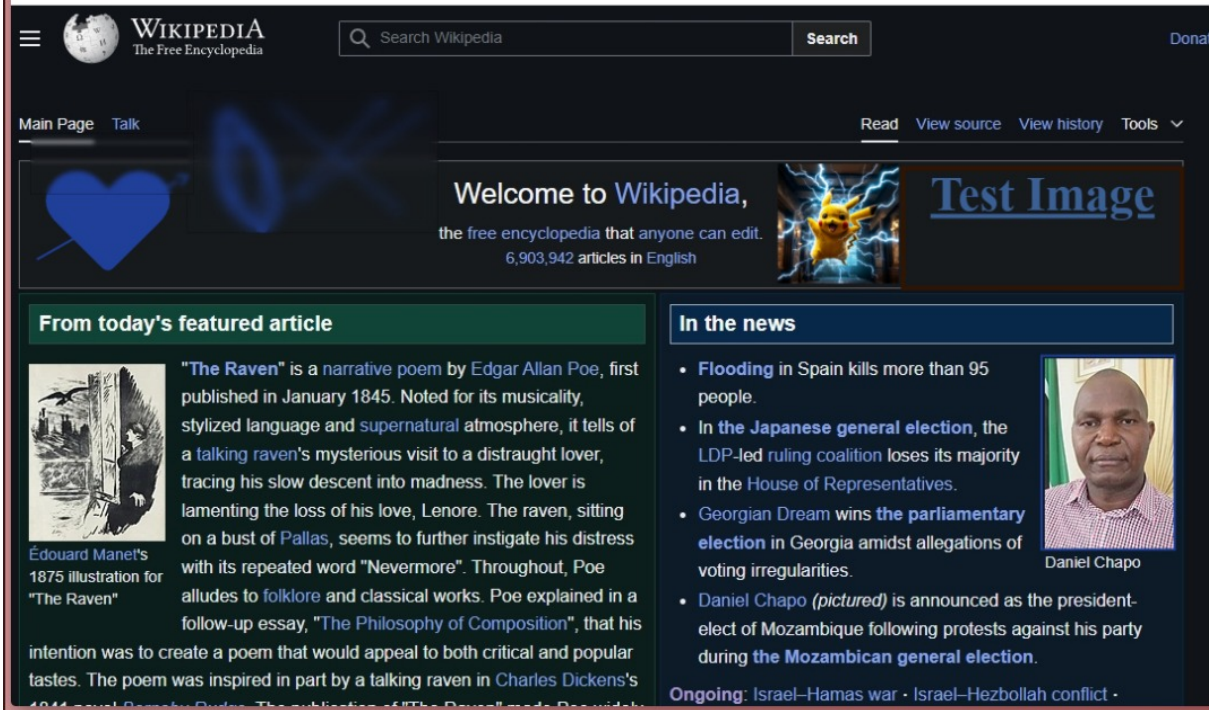 WIKIPEDIA
The Free Encyclopedia
Search Wikipedia
Search
Main Page Talk
Read View source View history Tools
Welcome to Wikipedia,
the free encyclopedia that anyone can edit.
6,903,942 articles in English
Test Image
From today's featured article
"The Raven" is a narrative poem by Edgar Allan Poe, first
published in January 1845. Noted for its musicality,
stylized language and supernatural atmosphere, it tells of
a talking raven's mysterious visit to a distraught lover,
tracing his slow descent into madness. The lover is
lamenting the loss of his love, Lenore. The raven, sitting
on a bust of Pallas, seems to further instigate his distress
with its repeated word "Nevermore". Throughout, Poe
alludes to folklore and classical works. Poe explained in a
follow-up essay, "The Philosophy of Composition", that his
intention was to create a poem that would appeal to both critical and popular
tastes. The poem was inspired in part by a talking raven in Charles Dickens's
Édouard Manet's
1875 illustration for
"The Raven"
In the news
• Flooding in Spain kills more than 95
people.
• In the Japanese general election, the
LDP-led ruling coalition loses its majority
in the House of Representatives.
• Georgian Dream wins the parliamentary
election in Georgia amidst allegations of
voting irregularities.
• Daniel Chapo (pictured) is announced as the president-
elect of Mozambique following protests against his party
during the Mozambican general election.
Daniel Chapo
Ongoing: Israel–Hamas war · Israel–Hezbollah conflict ·